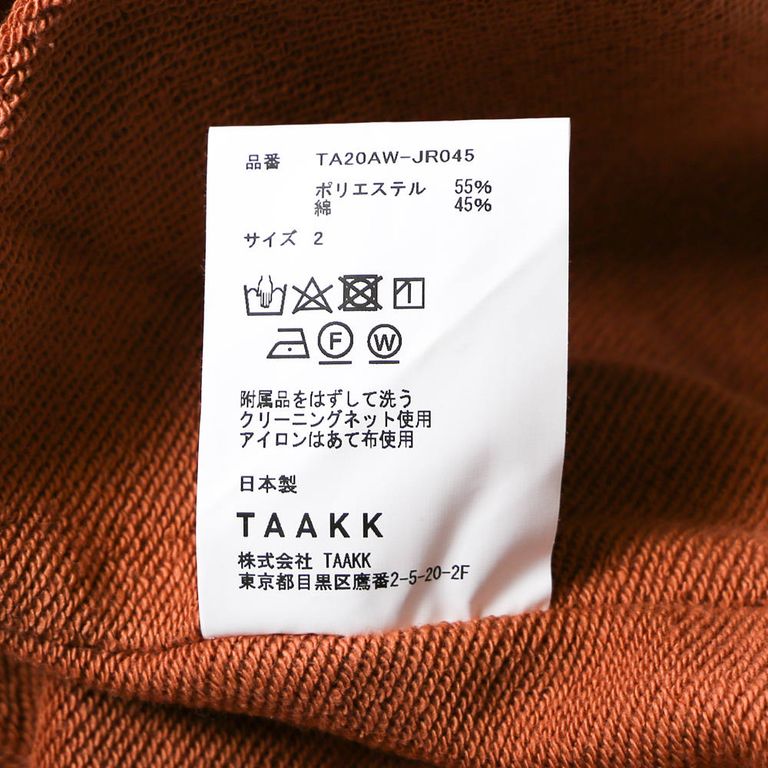 品番 TA20AW-JR045
ポリエステル 55%
綿 45%
サイズ 2
F W
附属品をはずして洗う
クリーニングネット使用
アイロンはあて布使用
日本製
TAAKK
株式会社 TAAKK
東京都目黒区鷹番2-5-20-2F